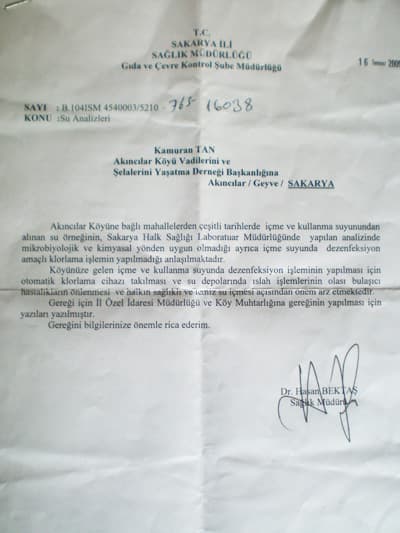 T.C.
SAKARYA İLİ
SAĞLIK MÜDÜRLÜĞÜ
Gıda ve Çevre Kontrol Şube Müdürlüğü
16 Temmuz 2009
SAYI : B.104ISM 4540003/5210 - 765 - 16038
KONU :Su Analizleri
Kamuran TAN
Akıncılar Köyü Vadilerini ve
Şelalerini Yaşatma Derneği Başkanlığına
Akıncılar / Geyve / SAKARYA
Akıncılar Köyüne bağlı mahallelerden çeşitli tarihlerde içme ve kullanma suyunundan
alınan su örneğinin, Sakarya Halk Sağlığı Laboratuar Müdürlüğünde yapılan analizinde
mikrobiyolojik ve kimyasal yönden uygun olmadığı ayrıca içme suyunda dezenfeksiyon
amaçlı klorlama işlemin yapılmadığı anlaşılmaktadır.
Köyünüze gelen içme ve kullanma suyunda dezenfeksiyon işleminin yapılması için
otomatik klorlama cihazı takılması ve su depolarında ıslah işlemlerinin olası bulaşıcı
hastalıkların önlenmesi ve halkın sağlıklı ve temiz su içmesi açısından önem arz etmektedir.
Gereği için İl Özel İdaresi Müdürlüğü ve Köy Muhtarlığına gereğinin yapılması için
yazıları yazılmıştır.
Gereğini bilgilerinize önemle rica ederim.
Dr. Hasan BEKTAŞ
Sağlık Müdürü